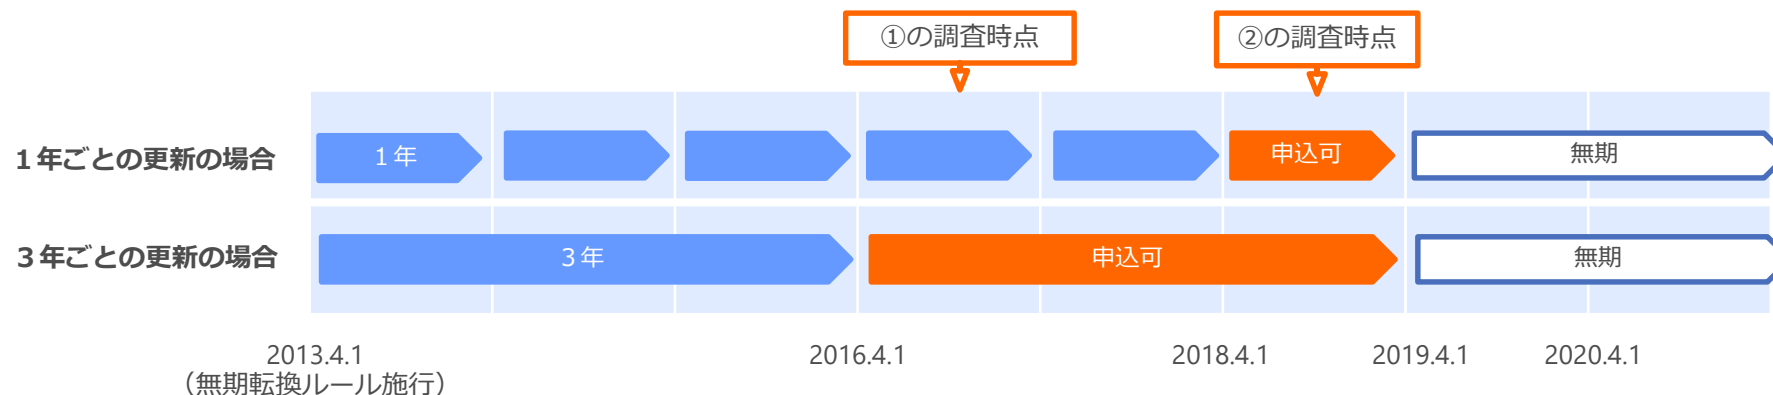 ①の調査時点
②の調査時点
1年ごとの更新の場合
1年
申込可
無期
3年ごとの更新の場合
3年
申込可
無期
2013.4.1
（無期転換ルール施行）
2016.4.1
2018.4.1
2019.4.1
2020.4.1